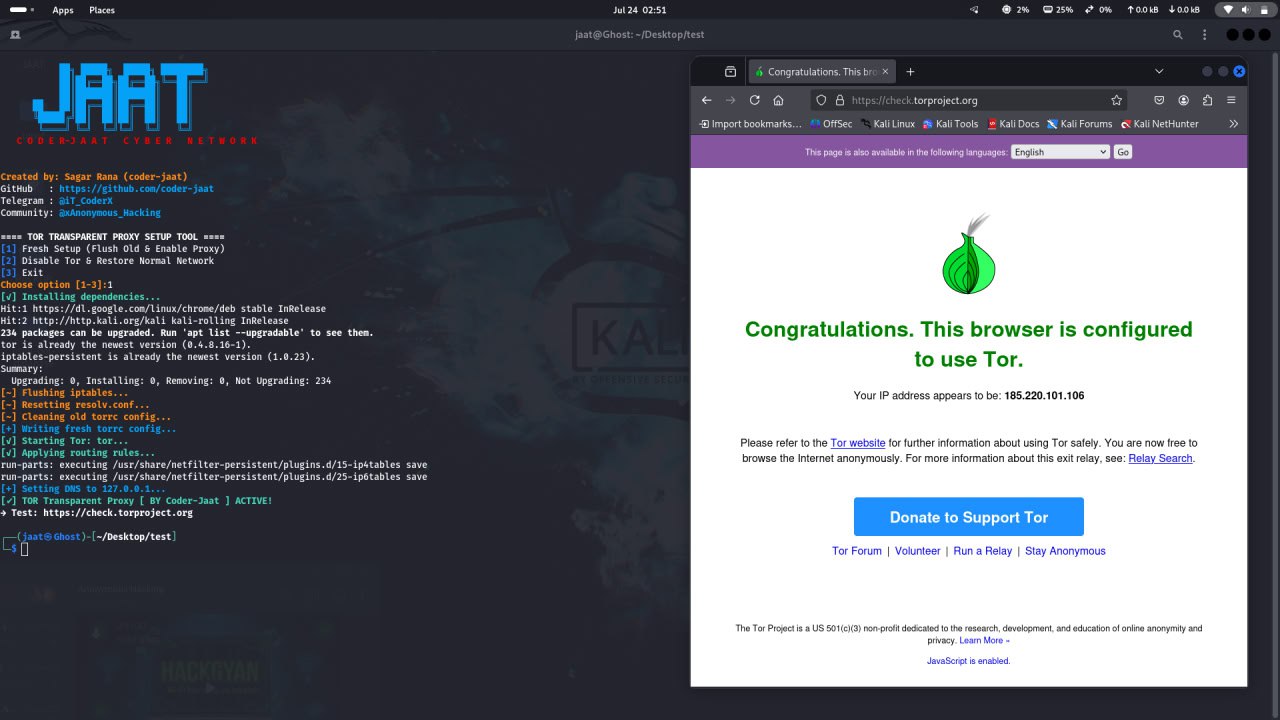 Apps Places
Jul 24 02:51
2% 25% 0% 0.0 kB 0.0 kB
jaat@Ghost: ~/Desktop/test
JAAT
CODER-JAAT CYBER NETWORK
Created by: Sagar Rana (coder-jaat)
GitHub : https://github.com/coder-jaat
Telegram : @iT_CoderX
Community: @xAnonymous_Hacking
==== TOR TRANSPARENT PROXY SETUP TOOL ====
[1] Fresh Setup (Flush Old & Enable Proxy)
[2] Disable Tor & Restore Normal Network
[3] Exit
Choose option [1-3]:1
[√] Installing dependencies...
Hit:1 https://dl.google.com/linux/chrome/deb stable InRelease
Hit:2 http://http.kali.org/kali kali-rolling InRelease
234 packages can be upgraded. Run 'apt list --upgradable' to see them.
tor is already the newest version (0.4.8.16-1).
iptables-persistent is already the newest version (1.0.23).
Summary:
Upgrading: 0, Installing: 0, Removing: 0, Not Upgrading: 234
[~] Flushing iptables...
[~] Resetting resolv.conf...
[~] Cleaning old torrc config...
[+] Writing fresh torrc config...
[√] Starting Tor: tor...
[√] Applying routing rules...
run-parts: executing /usr/share/netfilter-persistent/plugins.d/15-ip4tables save
run-parts: executing /usr/share/netfilter-persistent/plugins.d/25-ip6tables save
[+] Setting DNS to 127.0.0.1...
[✓] TOR Transparent Proxy [ BY Coder-Jaat ] ACTIVE!
→ Test: https://check.torproject.org
┌──(jaat㉿Ghost)-[~/Desktop/test]
└─$
KALI
BY OFFENSIVE SECUR
HACKGYAN
Congratulations. This bro
https://check.torproject.org
Import bookmarks... OffSec Kali Linux Kali Tools Kali Docs Kali Forums Kali NetHunter
This page is also available in the following languages: English Go
Congratulations. This browser is configured
to use Tor.
Your IP address appears to be: 185.220.101.106
Please refer to the Tor website for further information about using Tor safely. You are now free to
browse the Internet anonymously. For more information about this exit relay, see: Relay Search.
Donate to Support Tor
Tor Forum | Volunteer | Run a Relay | Stay Anonymous
The Tor Project is a US 501(c)(3) non-profit dedicated to the research, development, and education of online anonymity and
privacy. Learn More »
JavaScript is enabled.